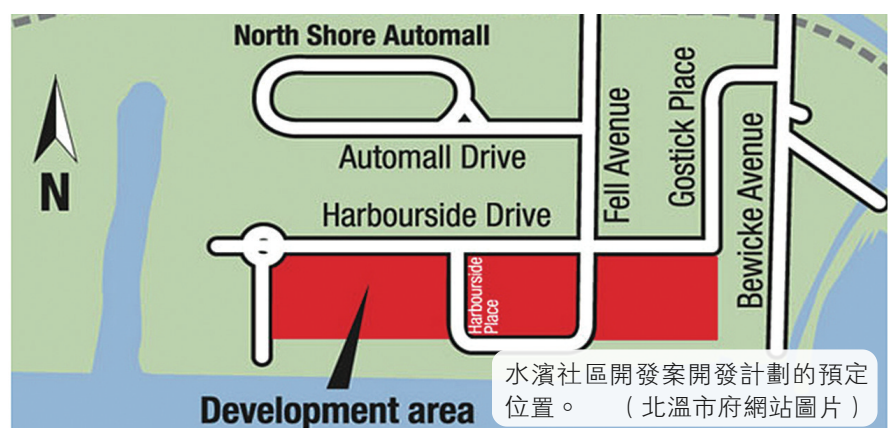 North Shore Automall
N
Automall Drive
Harbourside Drive
Fell Avenue
Gostick Place
Bewicke Avenue
Harbourside
Place
Development area
水濱社區開發案開發計劃的預定
位置。 （北溫市府網站圖片）